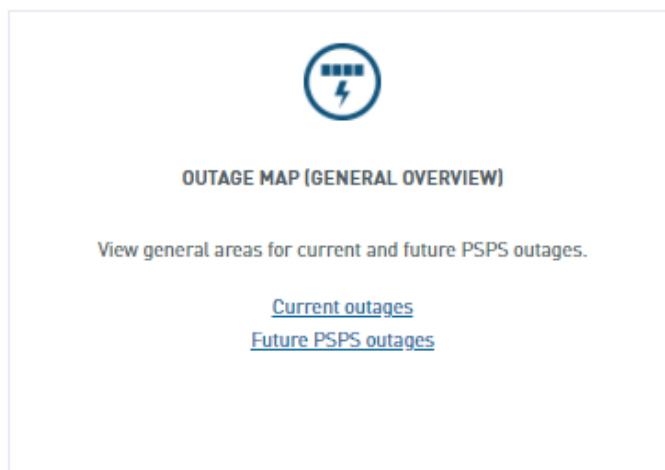 OUTAGE MAP (GENERAL OVERVIEW)
View general areas for current and future PSPS outages.
Current outages
Future PSPS outages